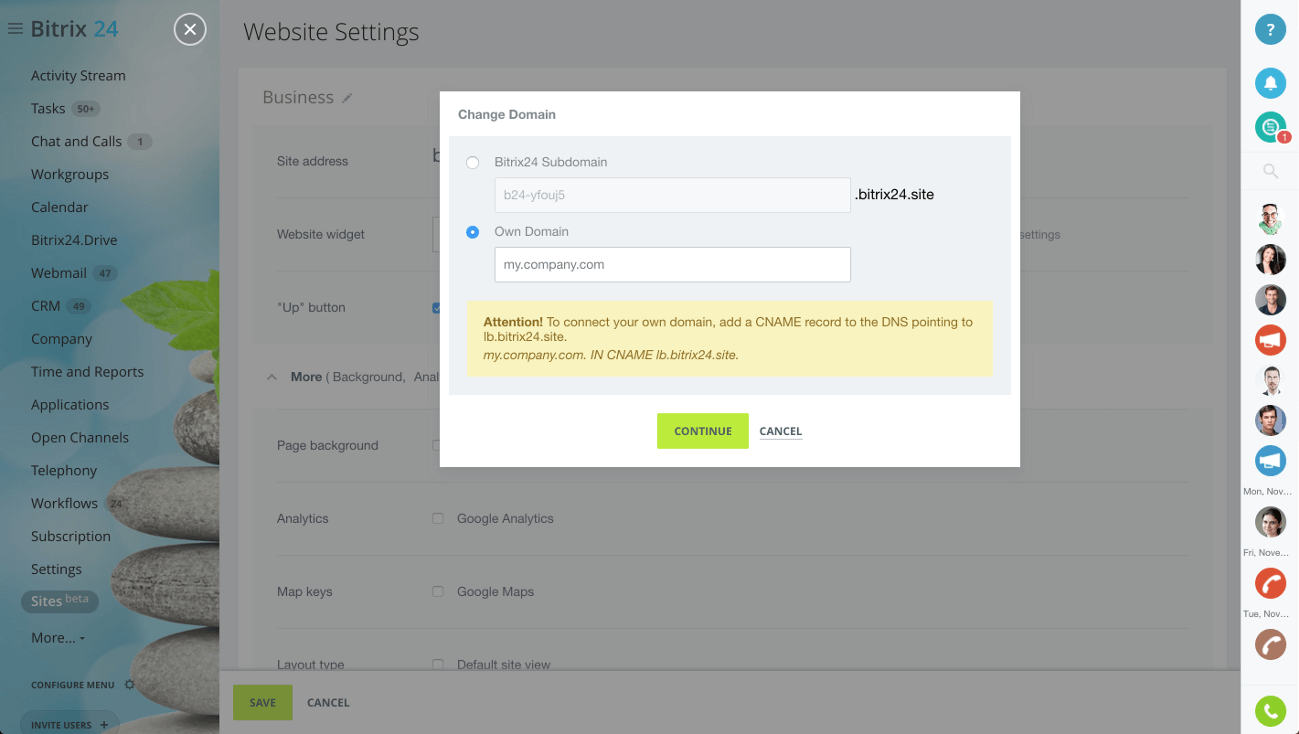 Bitrix 24
Activity Stream
Tasks 50+
Chat and Calls 1
Workgroups
Calendar
Bitrix24.Drive
Webmail 47
CRM 49
Company
Time and Reports
Applications
Open Channels
Telephony
Workflows 24
Subscription
Settings
Sites beta
More...
CONFIGURE MENU
INVITE USERS +
Website Settings
Business
Site address
b
Website widget
settings
"Up" button
More ( Background, Anal
Page background
Analytics
Google Analytics
Map keys
Google Maps
Layout type
Default site view
SAVE
CANCEL
Change Domain
Bitrix24 Subdomain
b24-yfouj5 .bitrix24.site
Own Domain
my.company.com
Attention! To connect your own domain, add a CNAME record to the DNS pointing to
lb.bitrix24.site.
my.company.com. IN CNAME lb.bitrix24.site.
CONTINUE
CANCEL
?
1
Mon, Nov...
Fri, Nove...
Tue, Nov...